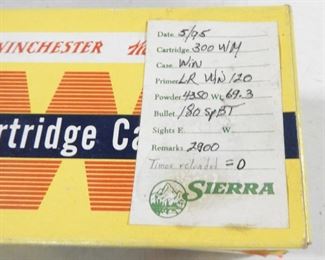 WINCHESTER
Date 5/95
Cartridge 300 WM
Case WIN
Primer LR WIN 120
Powder 4350 Wt. 69.3
Bullet 180 SpBT
Sights E W
Remarks 2900
Times reloaded = 0
SIERRA
rtridge Ca